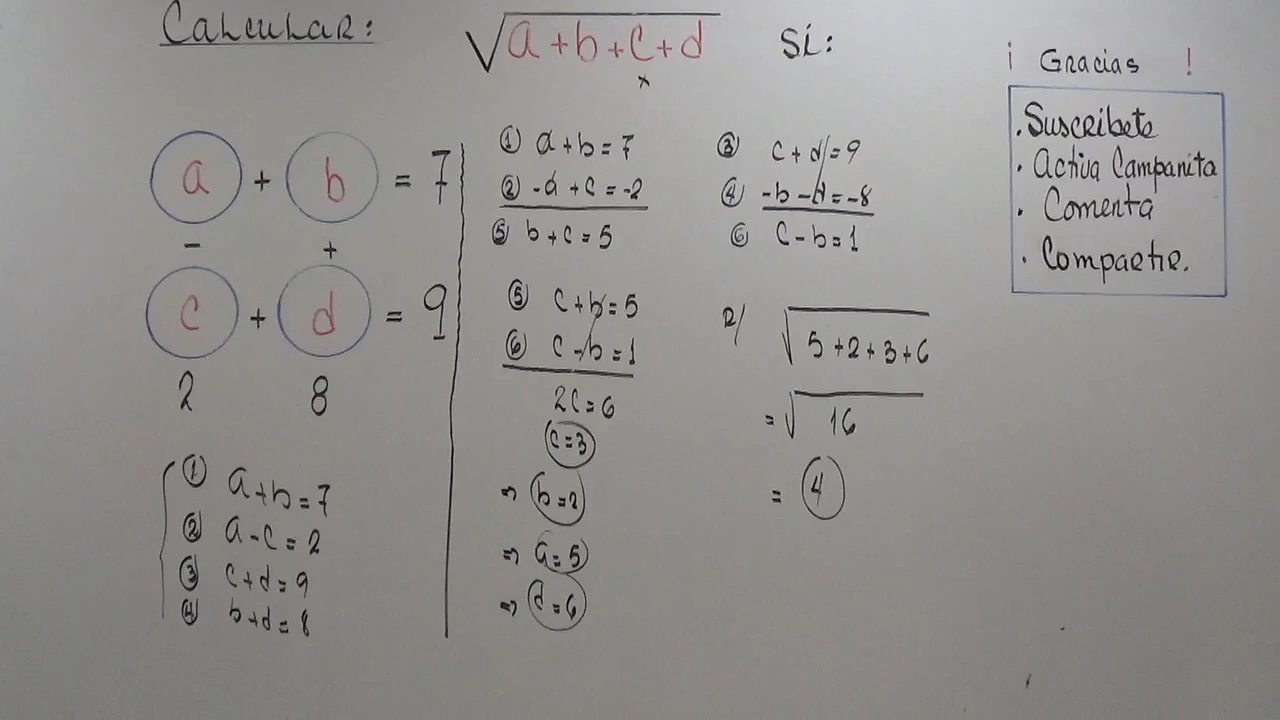 Calcular: √a+b+c+d Sí:
x
a + b = 7
- +
c + d = 9
2 8
① a+b=7
② a-c=2
③ c+d=9
④ b+d=8
① a+b=7
② -a+c=-2
⑤ b+c=5
⑤ c+b=5
⑥ c-b=1
2c=6
c=3
⇒ b=2
⇒ a=5
⇒ d=6
③ c+d=9
④ -b-d=-8
⑥ c-b=1
R/ √5+2+3+6
=√16
= 4
¡ Gracias !
.Suscribete
. Activa Campanita
. Comenta
. Compartir.